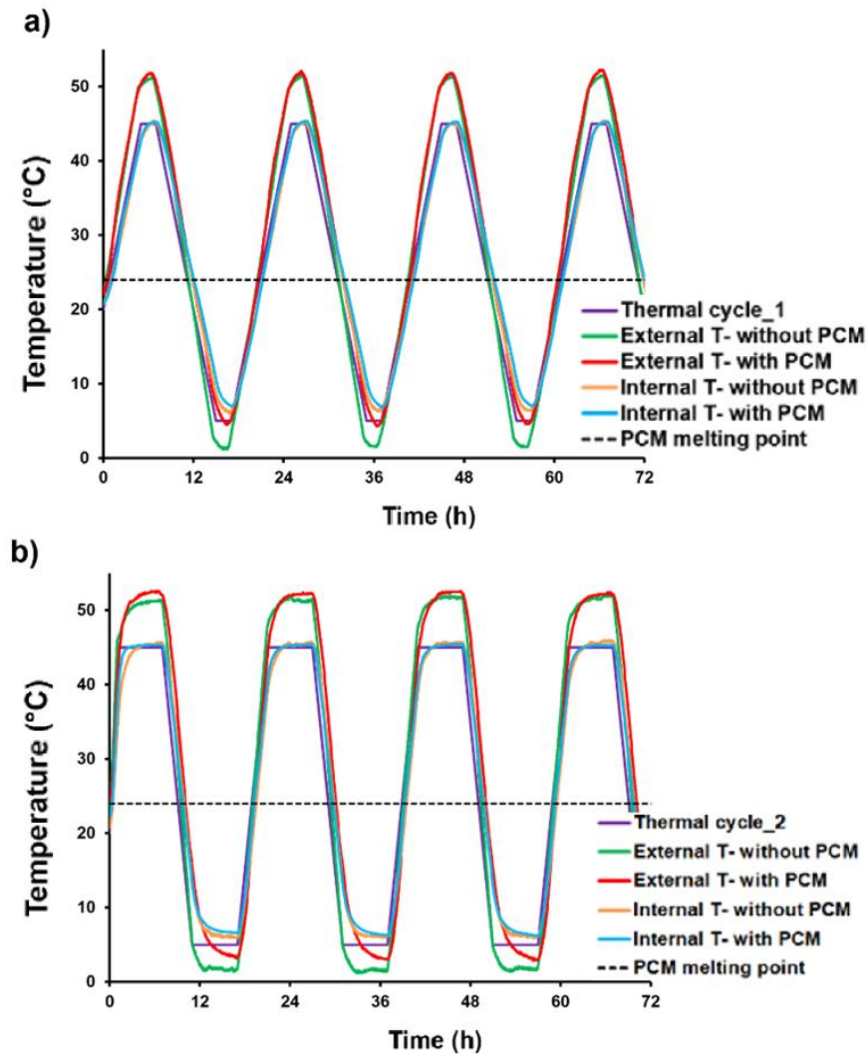 a)
Temperature (°C)
50
40
30
20
10
0
0 12 24 36 48 60 72
Time (h)
Thermal cycle_1
External T- without PCM
External T- with PCM
Internal T- without PCM
Internal T- with PCM
PCM melting point
b)
Temperature (°C)
50
40
30
20
10
0
0 12 24 36 48 60 72
Time (h)
Thermal cycle_2
External T- without PCM
External T- with PCM
Internal T- without PCM
Internal T- with PCM
PCM melting point